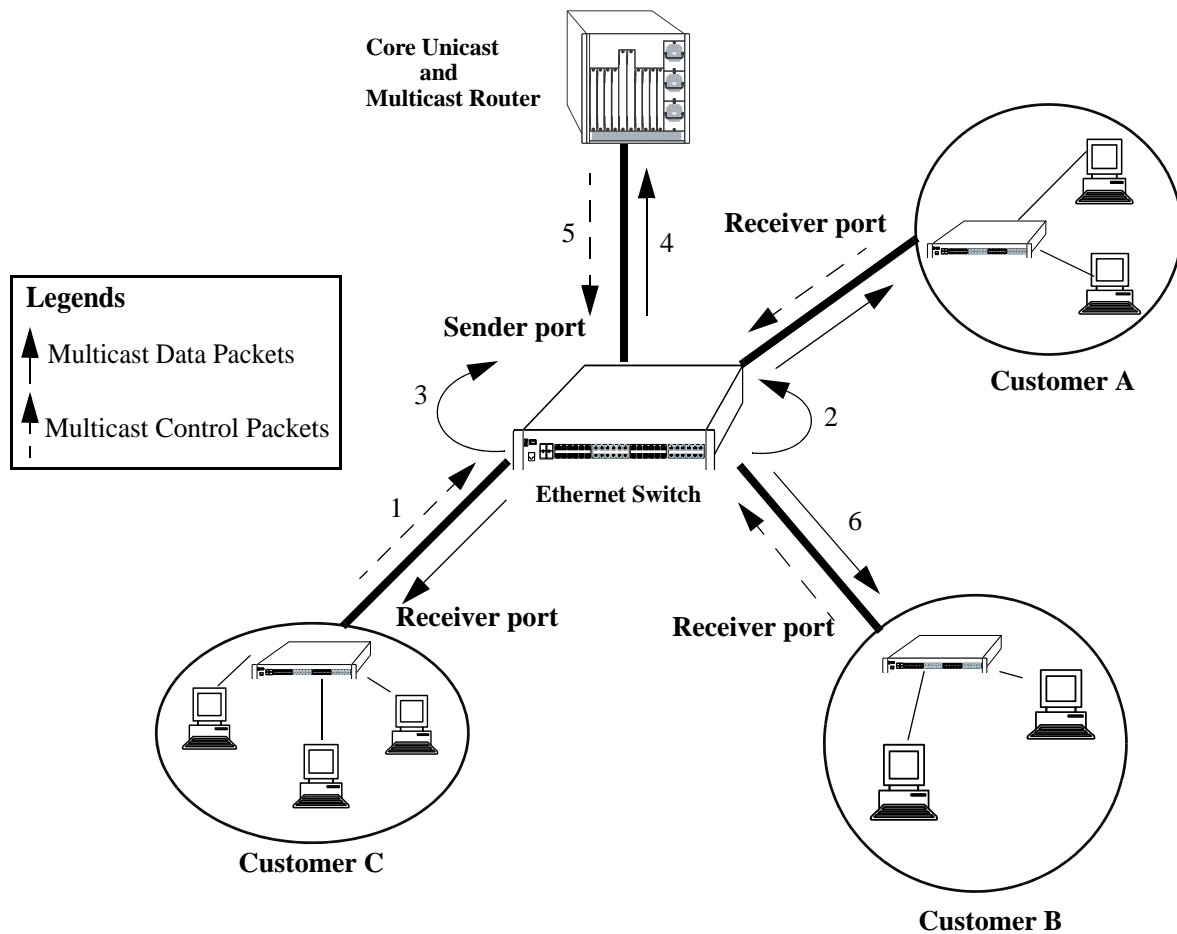 Core Unicast
and
Multicast Router
Receiver port
5
4
Legends
Multicast Data Packets
Multicast Control Packets
Sender port
Customer A
3
2
Ethernet Switch
1
6
Receiver port
Receiver port
Customer C
Customer B